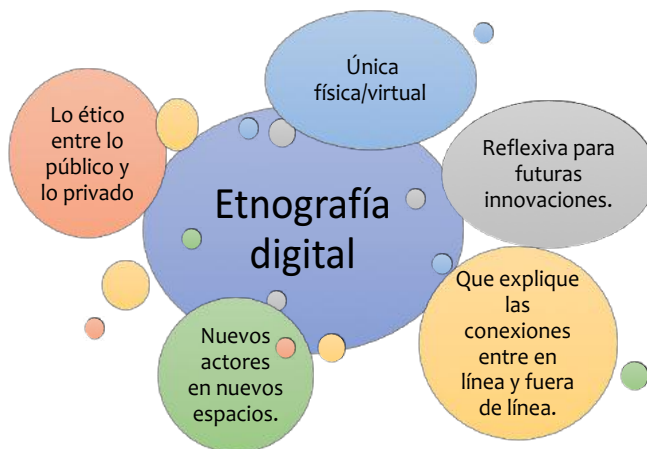 Única
física/virtual
Lo ético
entre lo
público y
lo privado
Reflexiva para
futuras
innovaciones.
Etnografía
digital
Que explique
las
conexiones
entre en
línea y fuera
de línea.
Nuevos
actores
en nuevos
espacios.